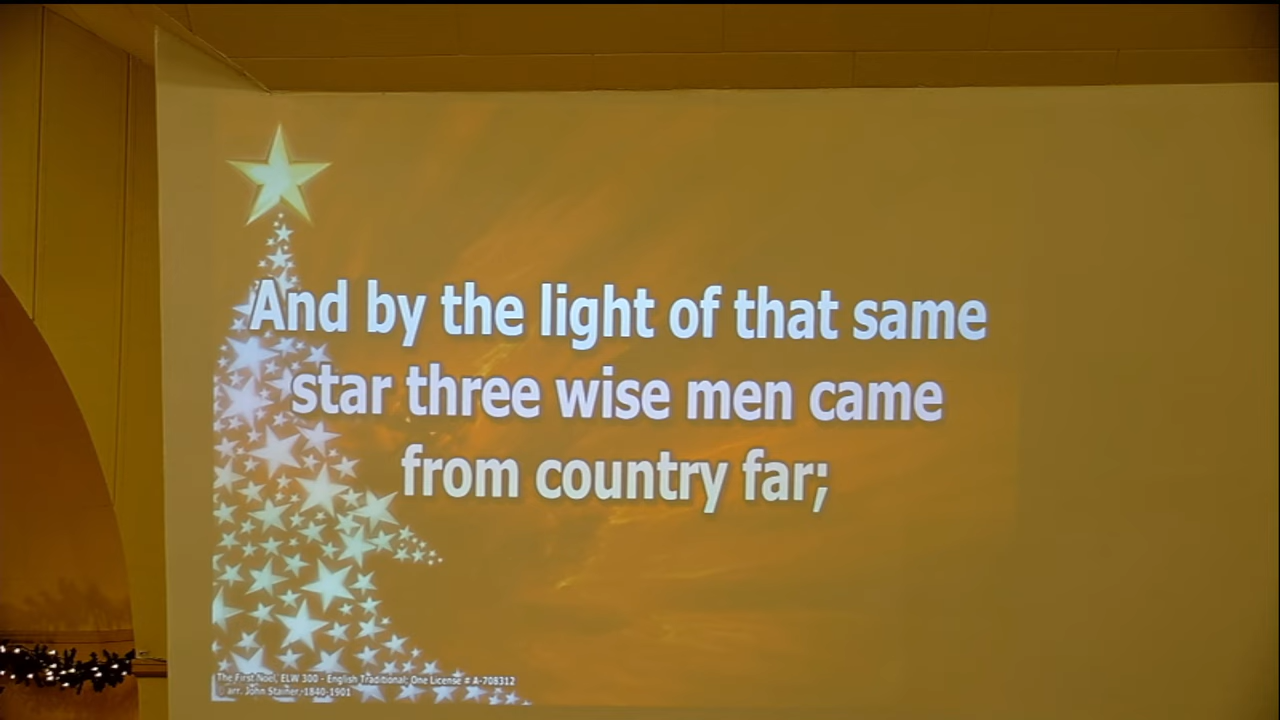 And by the light of that same
star three wise men came
from country far;
The First Noel, ELW 300 - English Traditional; One License # A-708312
arr. John Stainer, 1840-1901